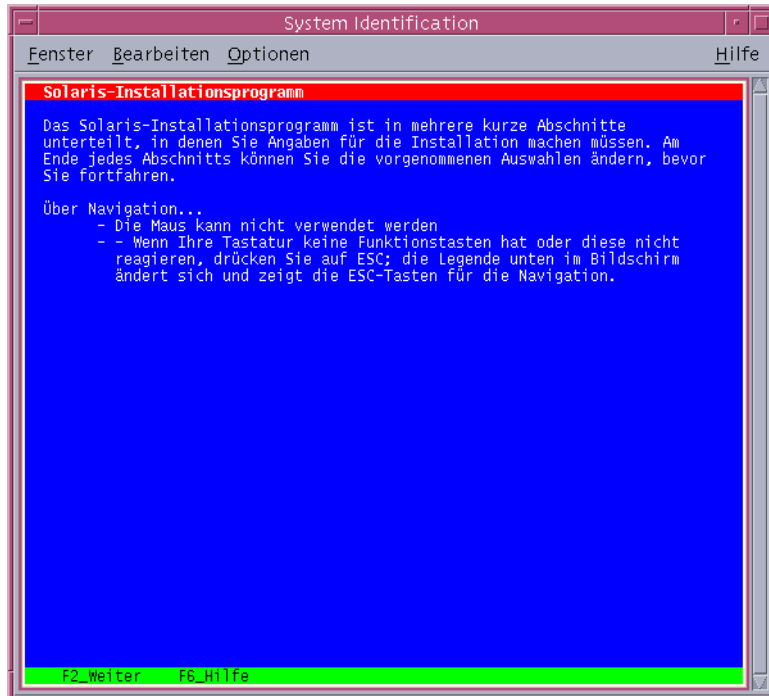 System Identification
Fenster Bearbeiten Optionen Hilfe
Solaris-Installationsprogramm
Das Solaris-Installationsprogramm ist in mehrere kurze Abschnitte
unterteilt, in denen Sie Angaben für die Installation machen müssen. Am
Ende jedes Abschnitts können Sie die vorgenommenen Auswahlen ändern, bevor
Sie fortfahren.
Über Navigation...
- Die Maus kann nicht verwendet werden
- - Wenn Ihre Tastatur keine Funktionstasten hat oder diese nicht
reagieren, drücken Sie auf ESC; die Legende unten im Bildschirm
ändert sich und zeigt die ESC-Tasten für die Navigation.
F2_Weiter F6_Hilfe